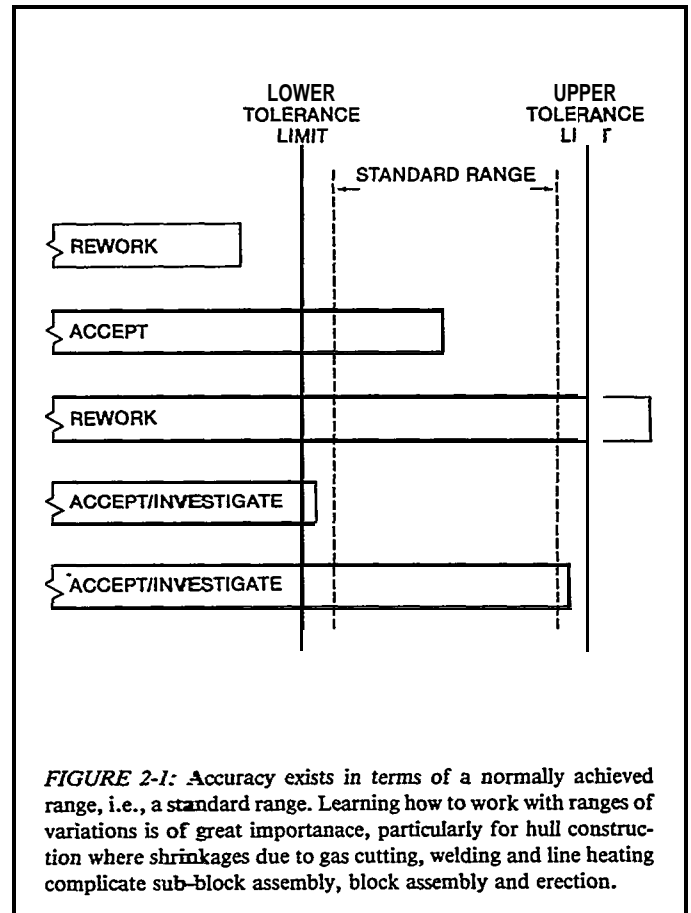 LOWER
TOLERANCE
LIMIT
UPPER
TOLERANCE
STANDARD RANGE
REWORK
ACCEPT
REWORK
ACCEPT/INVESTIGATE
ACCEPT/INVESTIGATE
FIGURE 2-1: Accuracy exists in terms of a normally achieved
range, i.e., a standard range. Learning how to work with ranges of
variations is of great importanace, particularly for hull construc-
tion where shrinkages due to gas cutting, welding and line heating
complicate sub-block assembly, block assembly and erection.